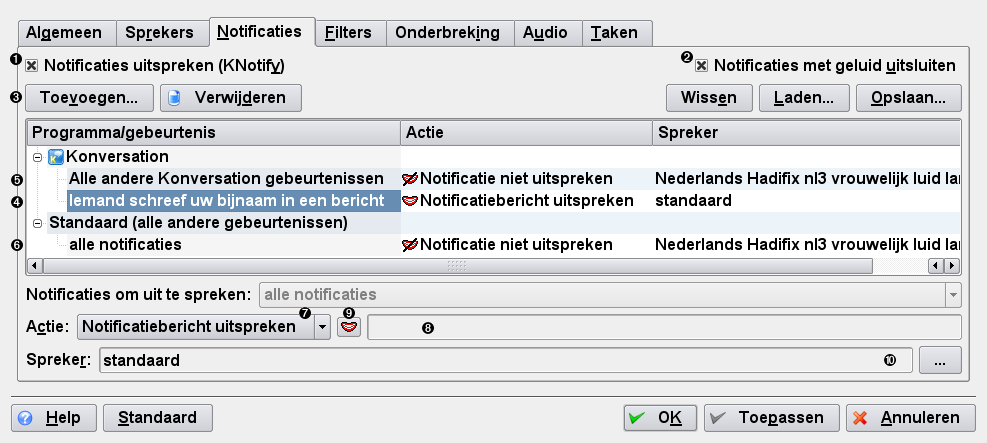 Algemeen Sprekers Notificaties Filters Onderbreking Audio Taken
❶ Notificaties uitspreken (KNotify) ❷ Notificaties met geluid uitsluiten
❸ Toevoegen... Verwijderen Wissen Laden... Opslaan...
Programma/gebeurtenis Actie Spreker
Konversation
❺ Alle andere Konversation gebeurtenissen Notificatie niet uitspreken Nederlands Hadifix nl3 vrouwelijk luid lan
❹ Iemand schreef uw bijnaam in een bericht Notificatiebericht uitspreken standaard
Standaard (alle andere gebeurtenissen)
❻ alle notificaties Notificatie niet uitspreken Nederlands Hadifix nl3 vrouwelijk luid lan
Notificaties om uit te spreken: alle notificaties
Actie: Notificatiebericht uitspreken ❼ ❾ ❽
Spreker: standaard ❿ ...
Help Standaard OK Toepassen Annuleren